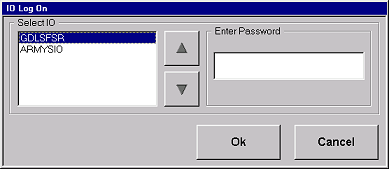 IO Log On
Select IO
Enter Password
GDLSFSR
ARMYSIO
Ok
Cancel